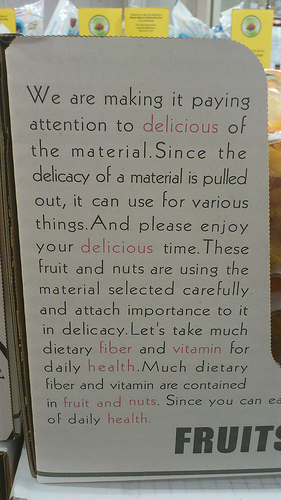 We are making it paying
attention to delicious of
the material.Since the
delicacy of a material is pulled
out, it can use for various
things.And please enjoy
your delicious time.These
fruit and nuts are using the
material selected carefully
and attach importance to it
in delicacy.Let's take much
dietary fiber and vitamin for
daily health.Much dietary
fiber and vitamin are contained
in fruit and nuts. Since you can ea
of daily health.
FRUITS